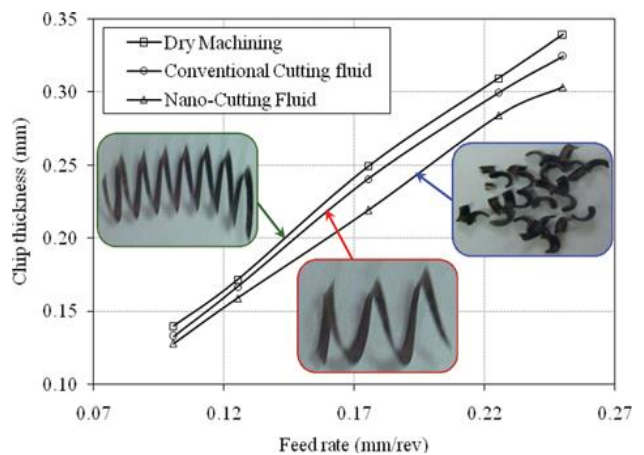 0.35
0.30
0.25
0.20
0.15
0.10
Chip thickness (mm)
Dry Machining
Conventional Cutting fluid
Nano-Cutting Fluid
0.07
0.12
0.17
0.22
0.27
Feed rate (mm/rev)